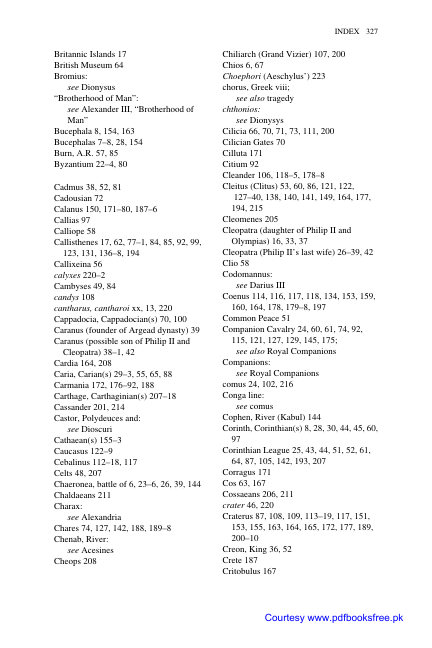 INDEX 327
Britannic Islands 17
British Museum 64
Bromius:
see Dionysus
“Brotherhood of Man”:
see Alexander III, “Brotherhood of
Man”
Bucephala 8, 154, 163
Bucephalas 7–8, 28, 154
Burn, A.R. 57, 85
Byzantium 22–4, 80
Cadmus 38, 52, 81
Cadousian 72
Calanus 150, 171–80, 187–6
Callias 97
Calliope 58
Callisthenes 17, 62, 77–1, 84, 85, 92, 99,
123, 131, 136–8, 194
Callixeina 56
calyxes 220–2
Cambyses 49, 84
candys 108
cantharus, cantharoi xx, 13, 220
Cappadocia, Cappadocian(s) 70, 100
Caranus (founder of Argead dynasty) 39
Caranus (possible son of Philip II and
Cleopatra) 38–1, 42
Cardia 164, 208
Caria, Carian(s) 29–3, 55, 65, 88
Carmania 172, 176–92, 188
Carthage, Carthaginian(s) 207–18
Cassander 201, 214
Castor, Polydeuces and:
see Dioscuri
Cathaean(s) 155–3
Caucasus 122–9
Cebalinus 112–18, 117
Celts 48, 207
Chaeronea, battle of 6, 23–6, 26, 39, 144
Chaldaeans 211
Charax:
see Alexandria
Chares 74, 127, 142, 188, 189–8
Chenab, River:
see Acesines
Cheops 208
Chiliarch (Grand Vizier) 107, 200
Chios 6, 67
Choephori (Aeschylus’) 223
chorus, Greek viii;
see also tragedy
chthonios:
see Dionysys
Cilicia 66, 70, 71, 73, 111, 200
Cilician Gates 70
Cilluta 171
Citium 92
Cleander 106, 118–5, 178–8
Cleitus (Clitus) 53, 60, 86, 121, 122,
127–40, 138, 140, 141, 149, 164, 177,
194, 215
Cleomenes 205
Cleopatra (daughter of Philip II and
Olympias) 16, 33, 37
Cleopatra (Philip II’s last wife) 26–39, 42
Clio 58
Codomannus:
see Darius III
Coenus 114, 116, 117, 118, 134, 153, 159,
160, 164, 178, 179–8, 197
Common Peace 51
Companion Cavalry 24, 60, 61, 74, 92,
115, 121, 127, 129, 145, 175;
see also Royal Companions
Companions:
see Royal Companions
comus 24, 102, 216
Conga line:
see comus
Cophen, River (Kabul) 144
Corinth, Corinthian(s) 8, 28, 30, 44, 45, 60,
97
Corinthian League 25, 43, 44, 51, 52, 61,
64, 87, 105, 142, 193, 207
Corragus 171
Cos 63, 167
Cossaeans 206, 211
crater 46, 220
Craterus 87, 108, 109, 113–19, 117, 151,
153, 155, 163, 164, 165, 172, 177, 189,
200–10
Creon, King 36, 52
Crete 187
Critobulus 167
Courtesy www.pdfbooksfree.pk